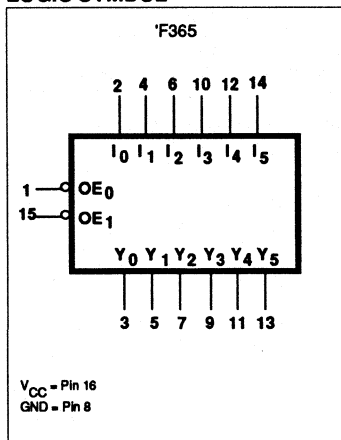 LOGIC SYMBOL
'F365
2 4 6 10 12 14
I0 I1 I2 I3 I4 I5
1 OE0
15 OE1
Y0 Y1 Y2 Y3 Y4 Y5
3 5 7 9 11 13
VCC = Pin 16
GND = Pin 8